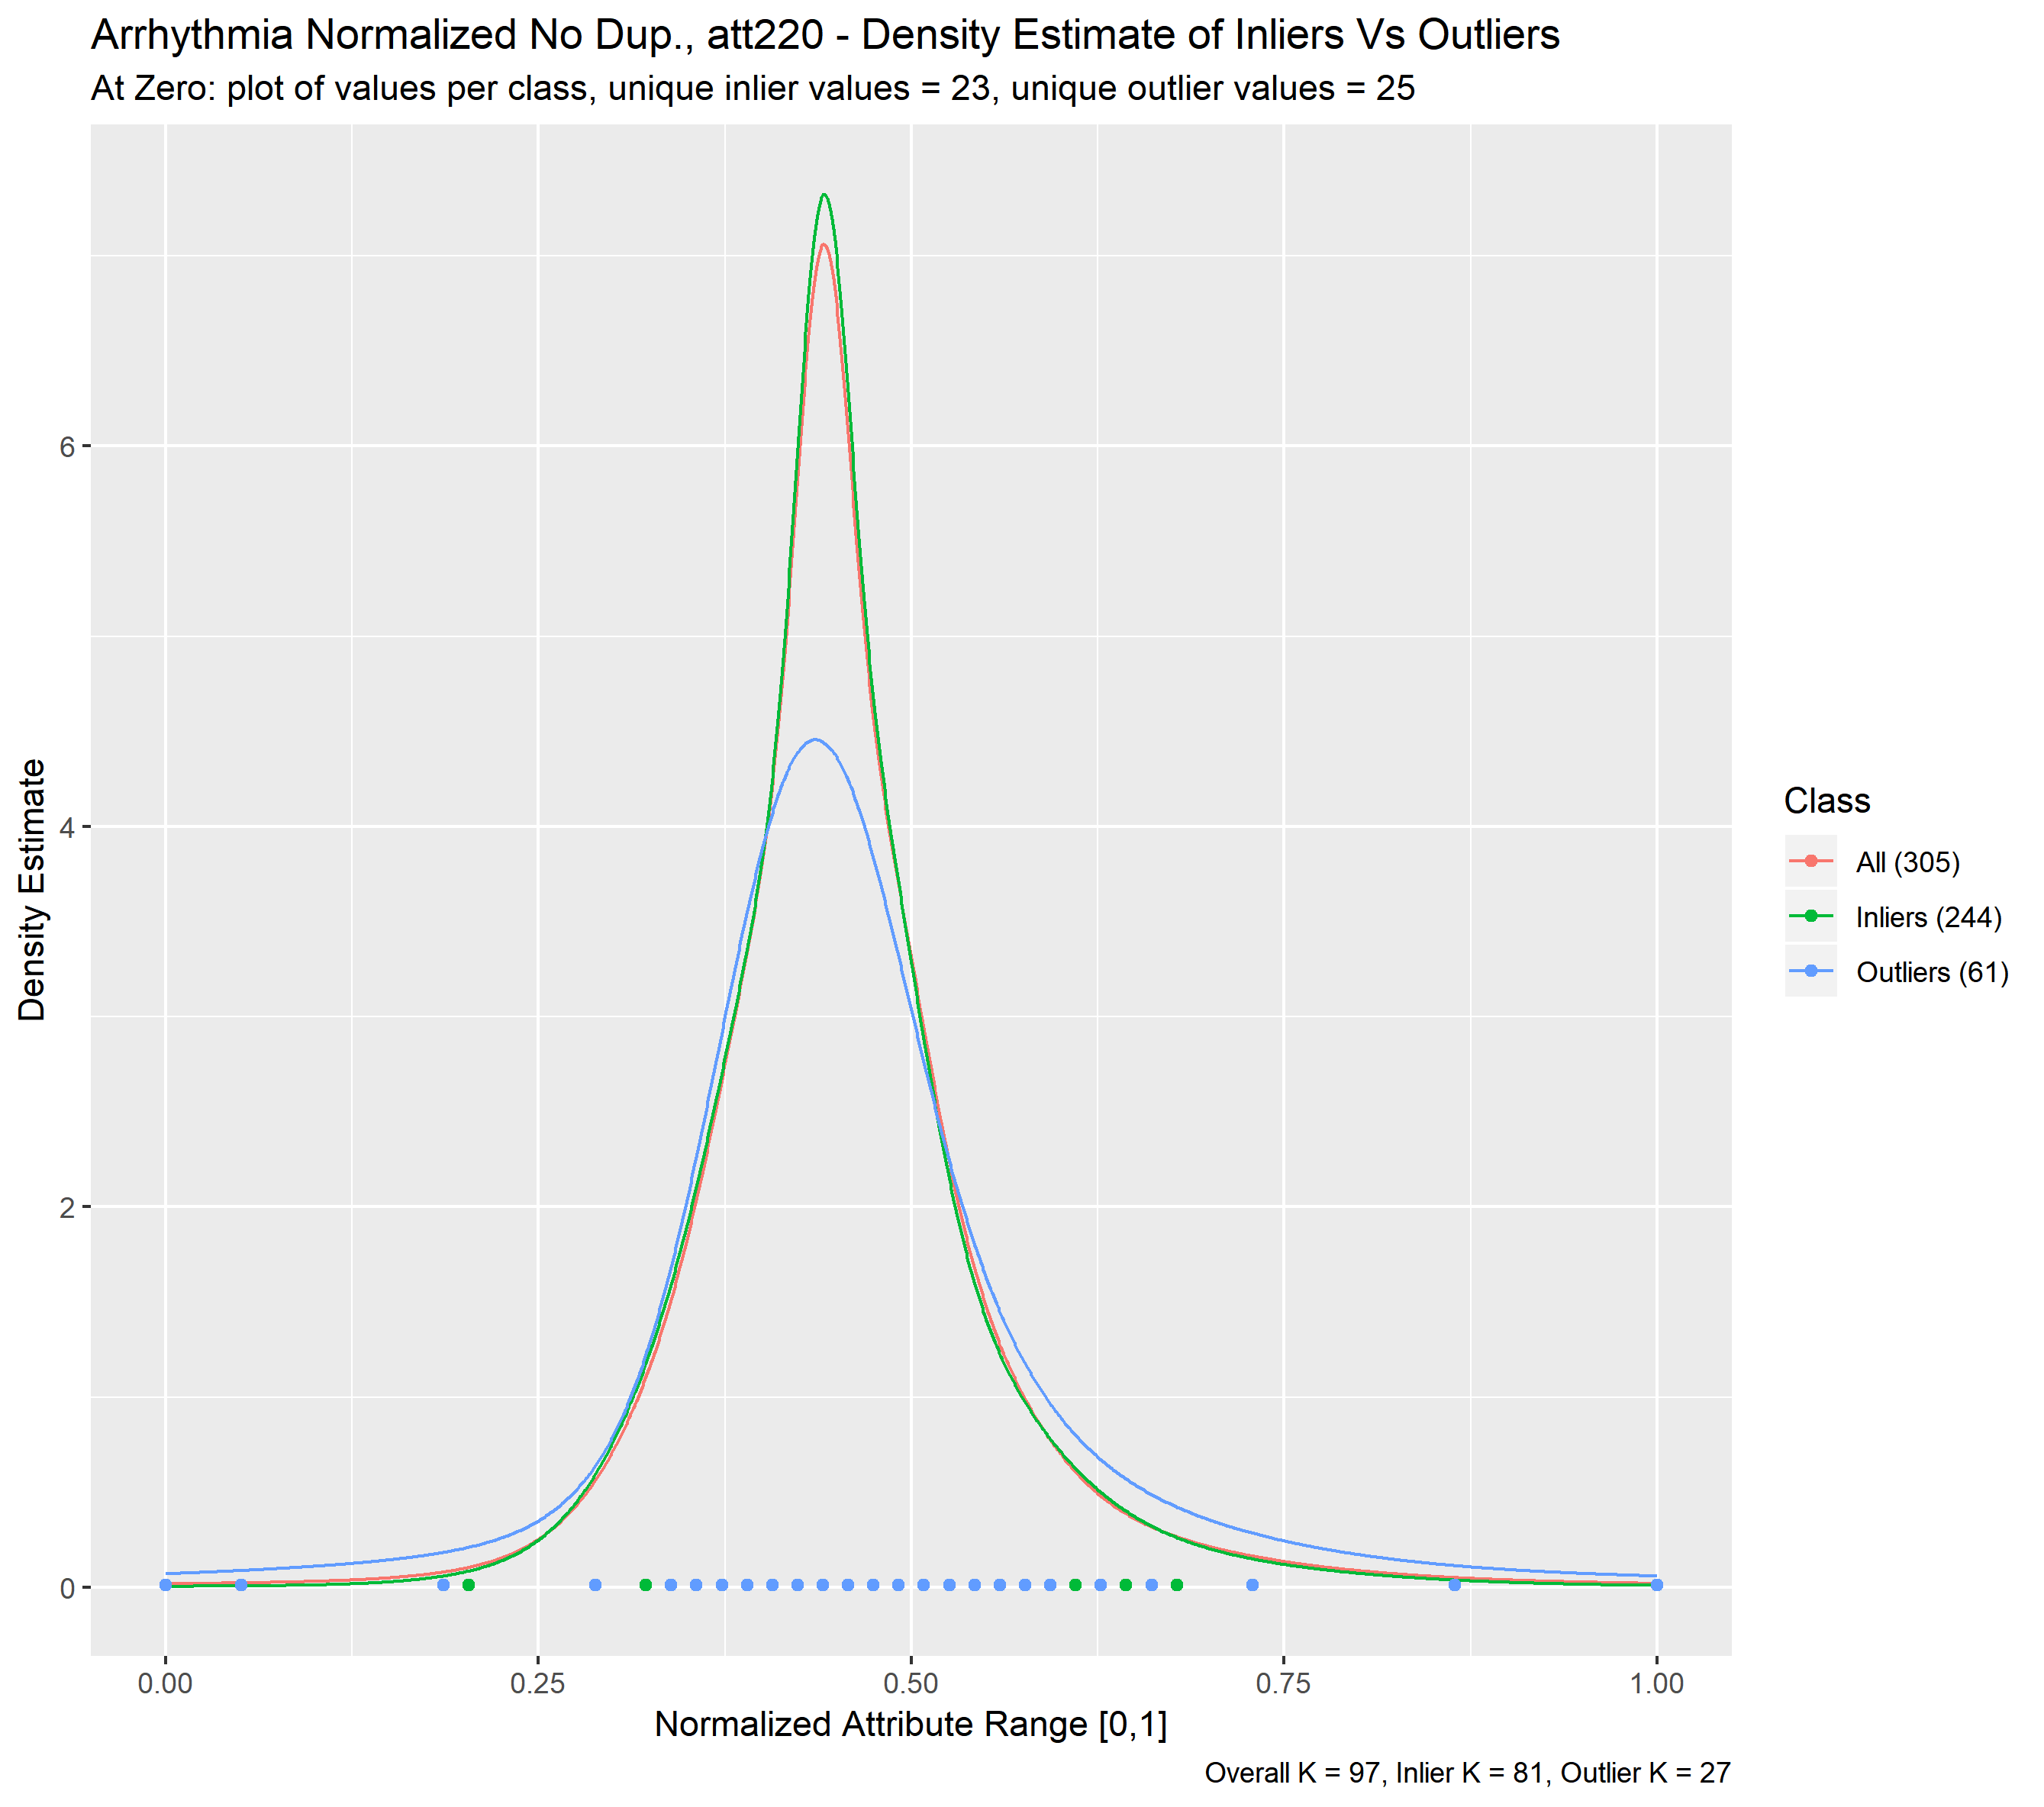 Arrhythmia Normalized No Dup., att220 - Density Estimate of Inliers Vs Outliers
At Zero: plot of values per class, unique inlier values = 23, unique outlier values = 25
Density Estimate
6
4
2
0
0.00
0.25
0.50
0.75
1.00
Normalized Attribute Range [0,1]
Class
All (305)
Inliers (244)
Outliers (61)
Overall K = 97, Inlier K = 81, Outlier K = 27